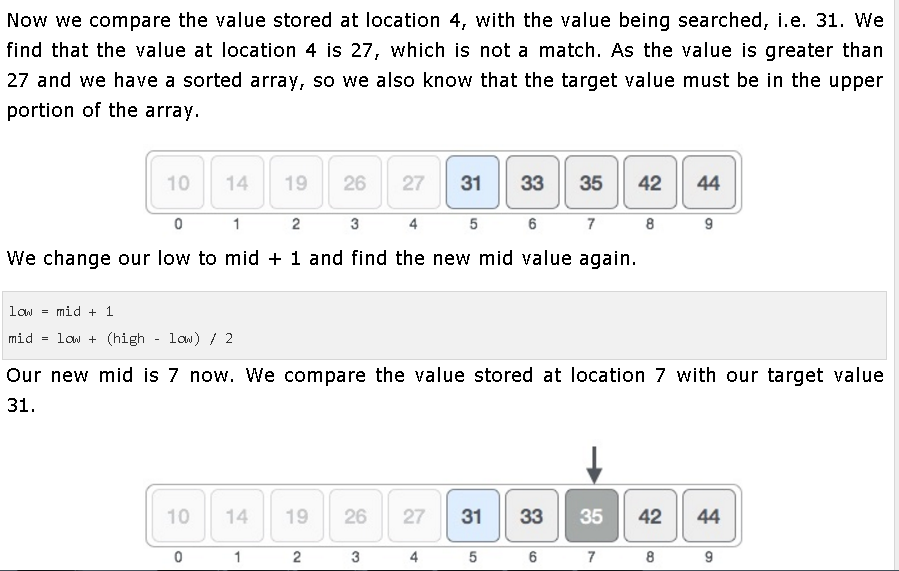 Now we compare the value stored at location 4, with the value being searched, i.e. 31. We
find that the value at location 4 is 27, which is not a match. As the value is greater than
27 and we have a sorted array, so we also know that the target value must be in the upper
portion of the array.
10 14 19 26 27 31 33 35 42 44
0 1 2 3 4 5 6 7 8 9
We change our low to mid + 1 and find the new mid value again.
low = mid + 1
mid = low + (high - low) / 2
Our new mid is 7 now. We compare the value stored at location 7 with our target value
31.
10 14 19 26 27 31 33 35 42 44
0 1 2 3 4 5 6 7 8 9